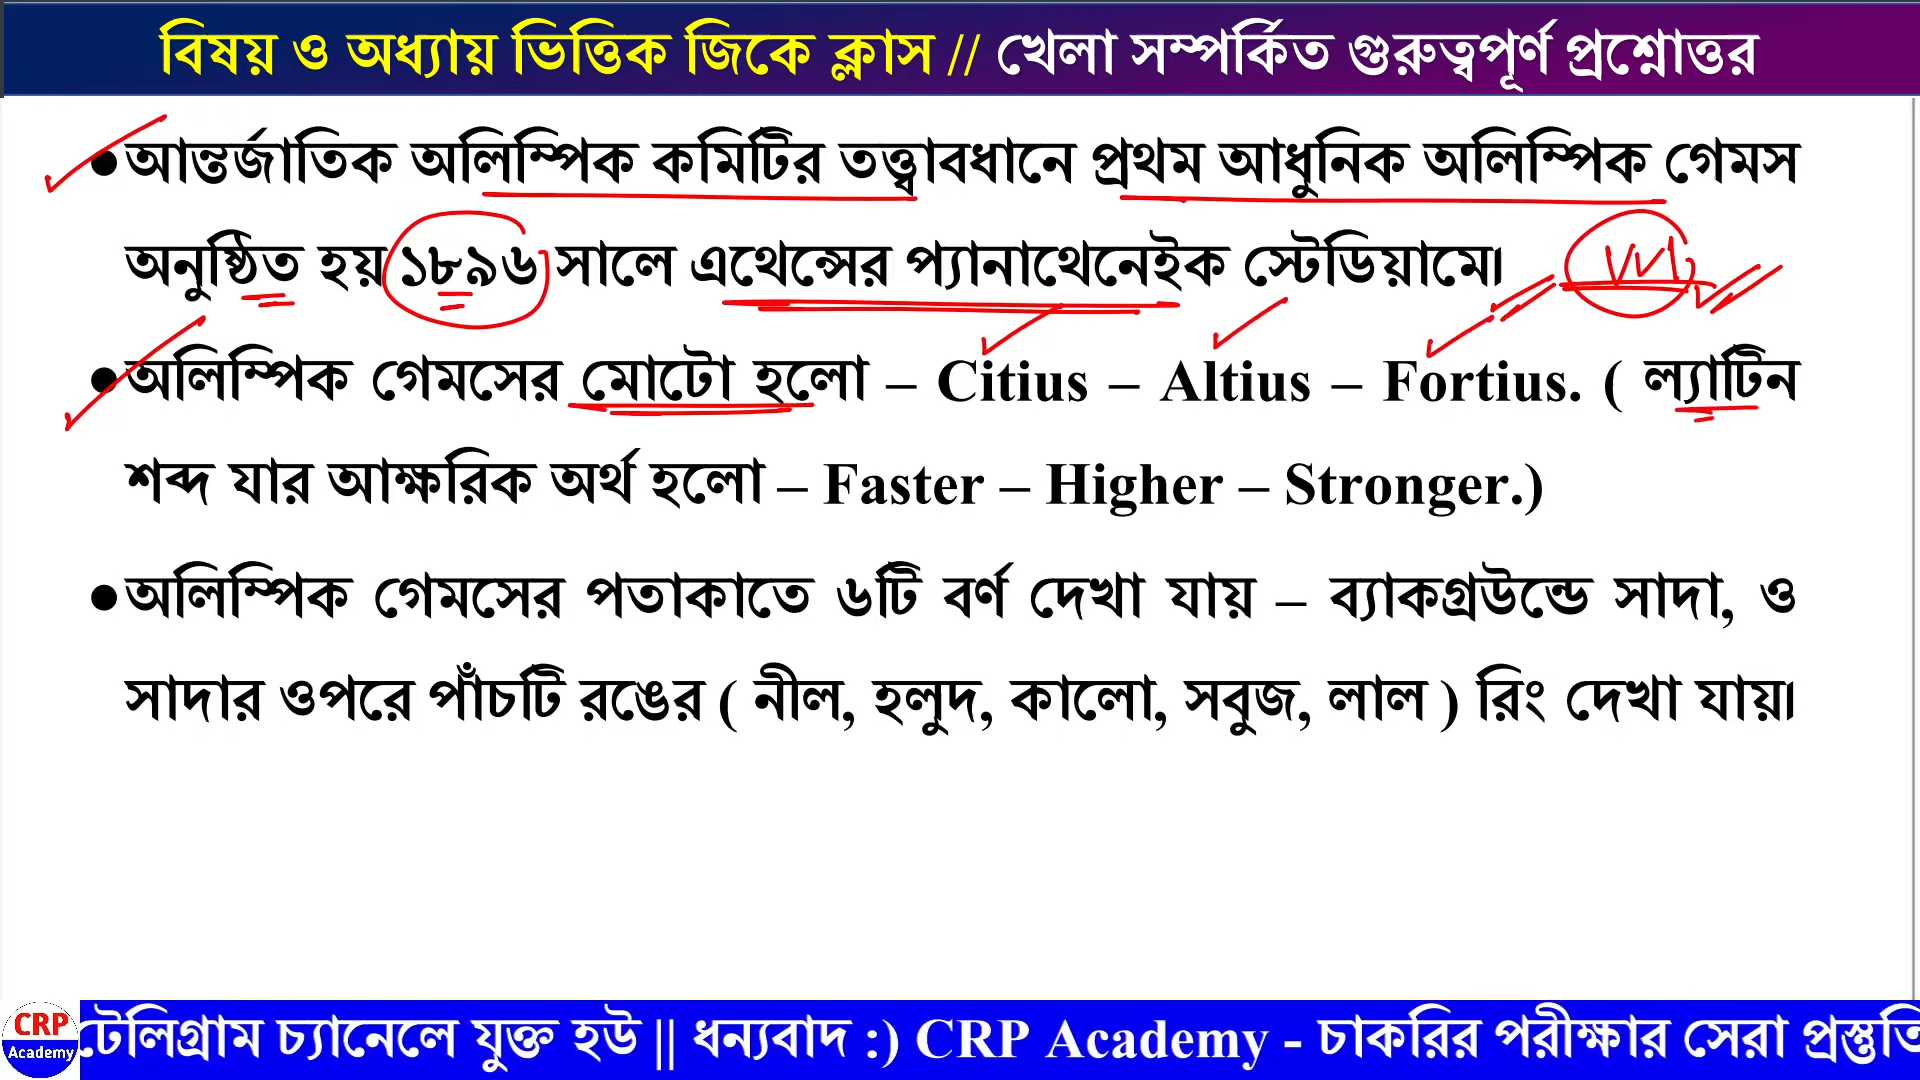 বিষয় ও অধ্যায় ভিত্তিক জিকে ক্লাস // খেলা সম্পর্কিত গুরুত্বপূর্ণ প্রশ্নোত্তর
●আন্তর্জাতিক অলিম্পিক কমিটির তত্ত্বাবধানে প্রথম আধুনিক অলিম্পিক গেমস
অনুষ্ঠিত হয় ১৮৯৬ সালে এথেন্সের প্যানাথেনেইক স্টেডিয়ামে। VVI
●অলিম্পিক গেমসের মোটো হলো – Citius – Altius – Fortius. ( ল্যাটিন
শব্দ যার আক্ষরিক অর্থ হলো – Faster – Higher – Stronger.)
●অলিম্পিক গেমসের পতাকাতে ৬টি বর্ণ দেখা যায় – ব্যাকগ্রউন্ডে সাদা, ও
সাদার ওপরে পাঁচটি রঙের ( নীল, হলুদ, কালো, সবুজ, লাল ) রিং দেখা যায়।
CRP
Academy
টেলিগ্রাম চ্যানেলে যুক্ত হউ || ধন্যবাদ :) CRP Academy - চাকরির পরীক্ষার সেরা প্রস্তুতি